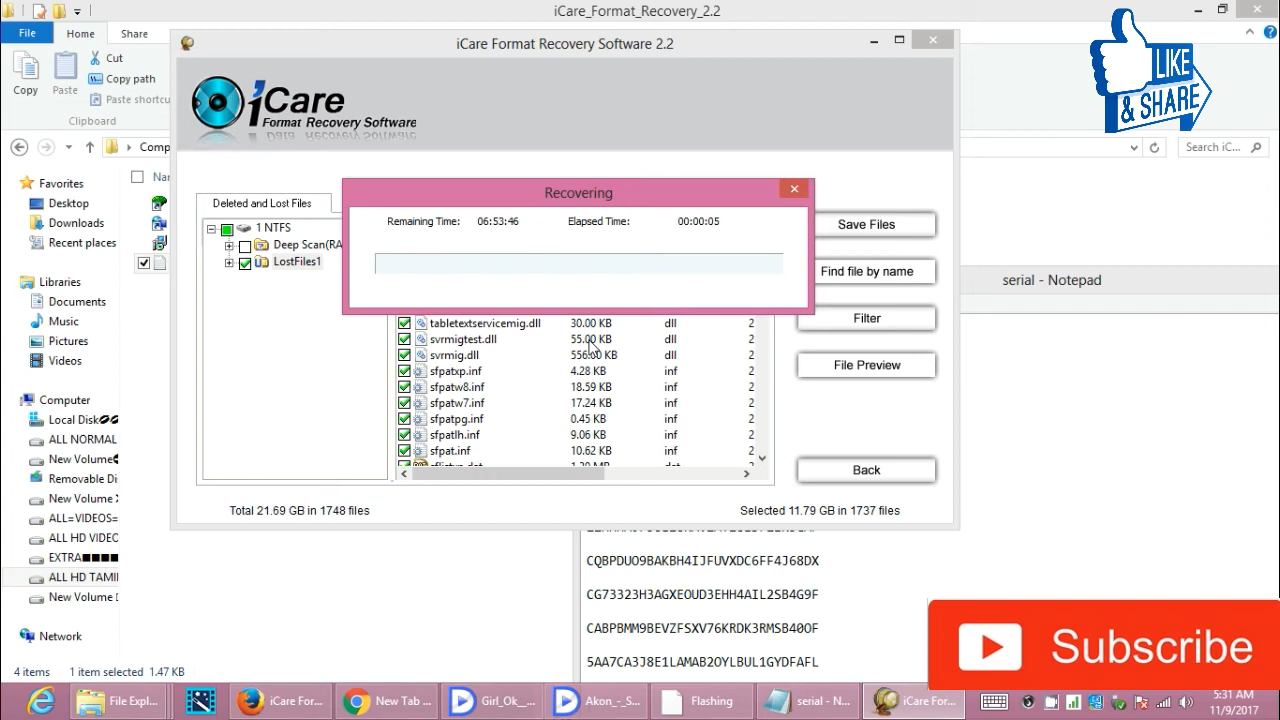 iCare_Format_Recovery_2.2
File
Home
Share
Copy
Paste
Cut
Copy path
Paste shortcu
Clipboard
Comp
Search iC...
Favorites
Desktop
Downloads
Recent places
Libraries
Documents
Music
Pictures
Videos
Computer
Local Disk
ALL NORMAL
New Volume
Removable Di
New Volume
ALL=VIDEOS=
ALL HD VIDEO
EXTRA
ALL HD TAMI
New Volume
Network
4 items
1 item selected 1.47 KB
Nar
iCare Format Recovery Software 2.2
iCare
Format Recovery Software
Deleted and Lost Files
1 NTFS
Deep Scan(RA
LostFiles1
Recovering
Remaining Time: 06:53:46 Elapsed Time: 00:00:05
tabletextservicemig.dll 30.00 KB dll 2
svrmigtest.dll 55.00 KB dll 2
svrmig.dll 556.00 KB dll 2
sfpatxp.inf 4.28 KB inf 2
sfpatw8.inf 18.59 KB inf 2
sfpatw7.inf 17.24 KB inf 2
sfpatpg.inf 0.45 KB inf 2
sfpatlh.inf 9.06 KB inf 2
sfpat.inf 10.62 KB inf 2
Save Files
Find file by name
Filter
File Preview
Back
Total 21.69 GB in 1748 files
Selected 11.79 GB in 1737 files
LIKE
& SHARE
serial - Notepad
CQBPDUO9BAKBH4IJFUVXDC6FF4J68DX
CG73323H3AGXEOUD3EHH4AIL2SB4G9F
CABPBMM9BEVZFSXV76KRDK3RMSB40OF
5AA7CA3J8E1LAMAB2OYLBUL1GYDFAFL
Subscribe
File Expl...
iCare For...
New Tab ...
Girl_Ok_...
Akon_-_S...
Flashing
serial - N...
iCare For...
5:31 AM
11/9/2017